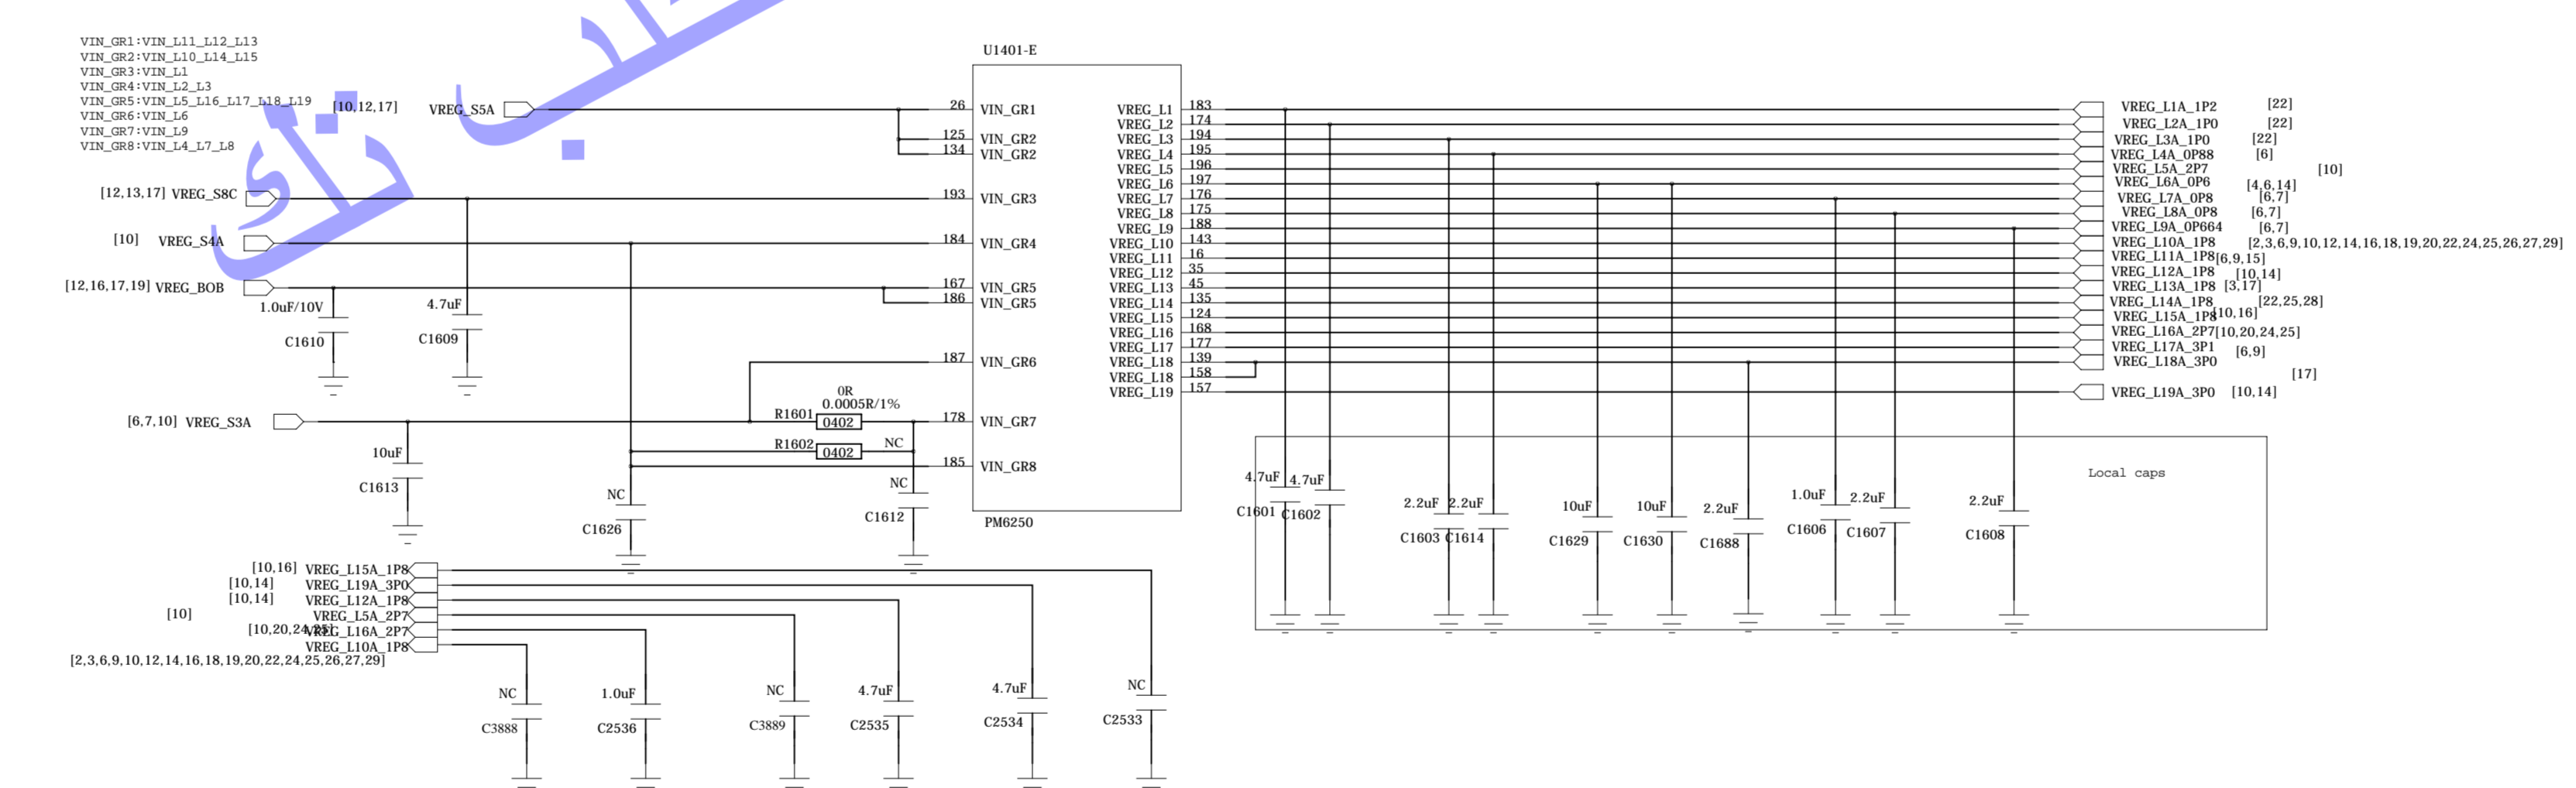 U1401-E
VIN_GR1:VIN_L11_L12_L13
VIN_GR2:VIN_L10_L14_L15
VIN_GR3:VIN_L1
VIN_GR4:VIN_L2_L3
VIN_GR5:VIN_L5_L16_L17_L18_L19
VIN_GR6:VIN_L6
VIN_GR7:VIN_L9
VIN_GR8:VIN_L4_L7_L8
[10,12,17] VREG_S5A 26 VIN_GR1
125 VIN_GR2
134 VIN_GR2
[12,13,17] VREG_S8C 193 VIN_GR3
[10] VREG_S4A 184 VIN_GR4
[12,16,17,19] VREG_BOB 167 VIN_GR5
186 VIN_GR5
1.0uF/10V 4.7uF
C1610 C1609
187 VIN_GR6
0R
0.0005R/1%
[6,7,10] VREG_S3A R1601 0402 178 VIN_GR7
R1602 0402 NC
185 VIN_GR8
10uF
C1613
NC
C1626
NC
C1612
PM6250
VREG_L1 183 VREG_L1A_1P2 [22]
VREG_L2 174 VREG_L2A_1P0 [22]
VREG_L3 194 VREG_L3A_1P0 [22]
VREG_L4 195 VREG_L4A_0P88 [6]
VREG_L5 196 VREG_L5A_2P7 [10]
VREG_L6 197 VREG_L6A_0P6 [4,6,14]
VREG_L7 176 VREG_L7A_0P8 [6,7]
VREG_L8 175 VREG_L8A_0P8 [6,7]
VREG_L9 188 VREG_L9A_0P664 [6,7]
VREG_L10 143 VREG_L10A_1P8 [2,3,6,9,10,12,14,16,18,19,20,22,24,25,26,27,29]
VREG_L11 16 VREG_L11A_1P8 [6,9,15]
VREG_L12 35 VREG_L12A_1P8 [10,14]
VREG_L13 45 VREG_L13A_1P8 [3,17]
VREG_L14 135 VREG_L14A_1P8 [22,25,28]
VREG_L15 124 VREG_L15A_1P8 [10,16]
VREG_L16 168 VREG_L16A_2P7 [10,20,24,25]
VREG_L17 177 VREG_L17A_3P1 [6,9]
VREG_L18 139 VREG_L18A_3P0
VREG_L18 158 [17]
VREG_L19 157 VREG_L19A_3P0 [10,14]
Local caps
4.7uF 4.7uF 2.2uF 2.2uF 10uF 10uF 2.2uF 1.0uF 2.2uF 2.2uF
C1601 C1602 C1603 C1614 C1629 C1630 C1688 C1606 C1607 C1608
[10,16] VREG_L15A_1P8
[10,14] VREG_L19A_3P0
[10,14] VREG_L12A_1P8
[10] VREG_L5A_2P7
[10,20,24,25] VREG_L16A_2P7
VREG_L10A_1P8
[2,3,6,9,10,12,14,16,18,19,20,22,24,25,26,27,29]
NC 1.0uF NC 4.7uF 4.7uF NC
C3888 C2536 C3889 C2535 C2534 C2533